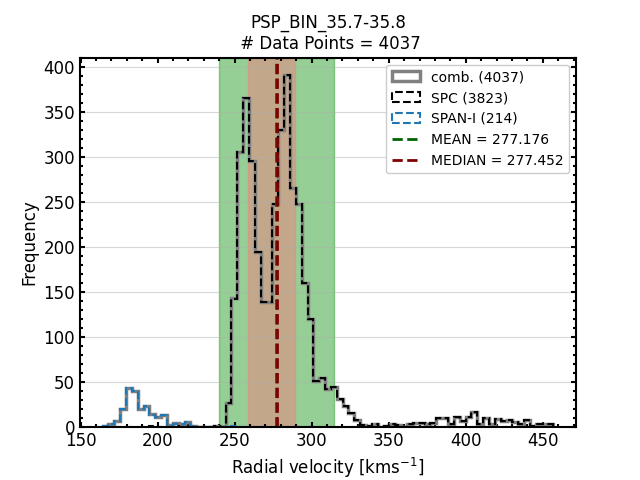 PSP_BIN_35.7-35.8
# Data Points = 4037
comb. (4037)
SPC (3823)
SPAN-I (214)
MEAN = 277.176
MEDIAN = 277.452
Frequency
400
350
300
250
200
150
100
50
0
150 200 250 300 350 400 450
Radial velocity [kms⁻¹]